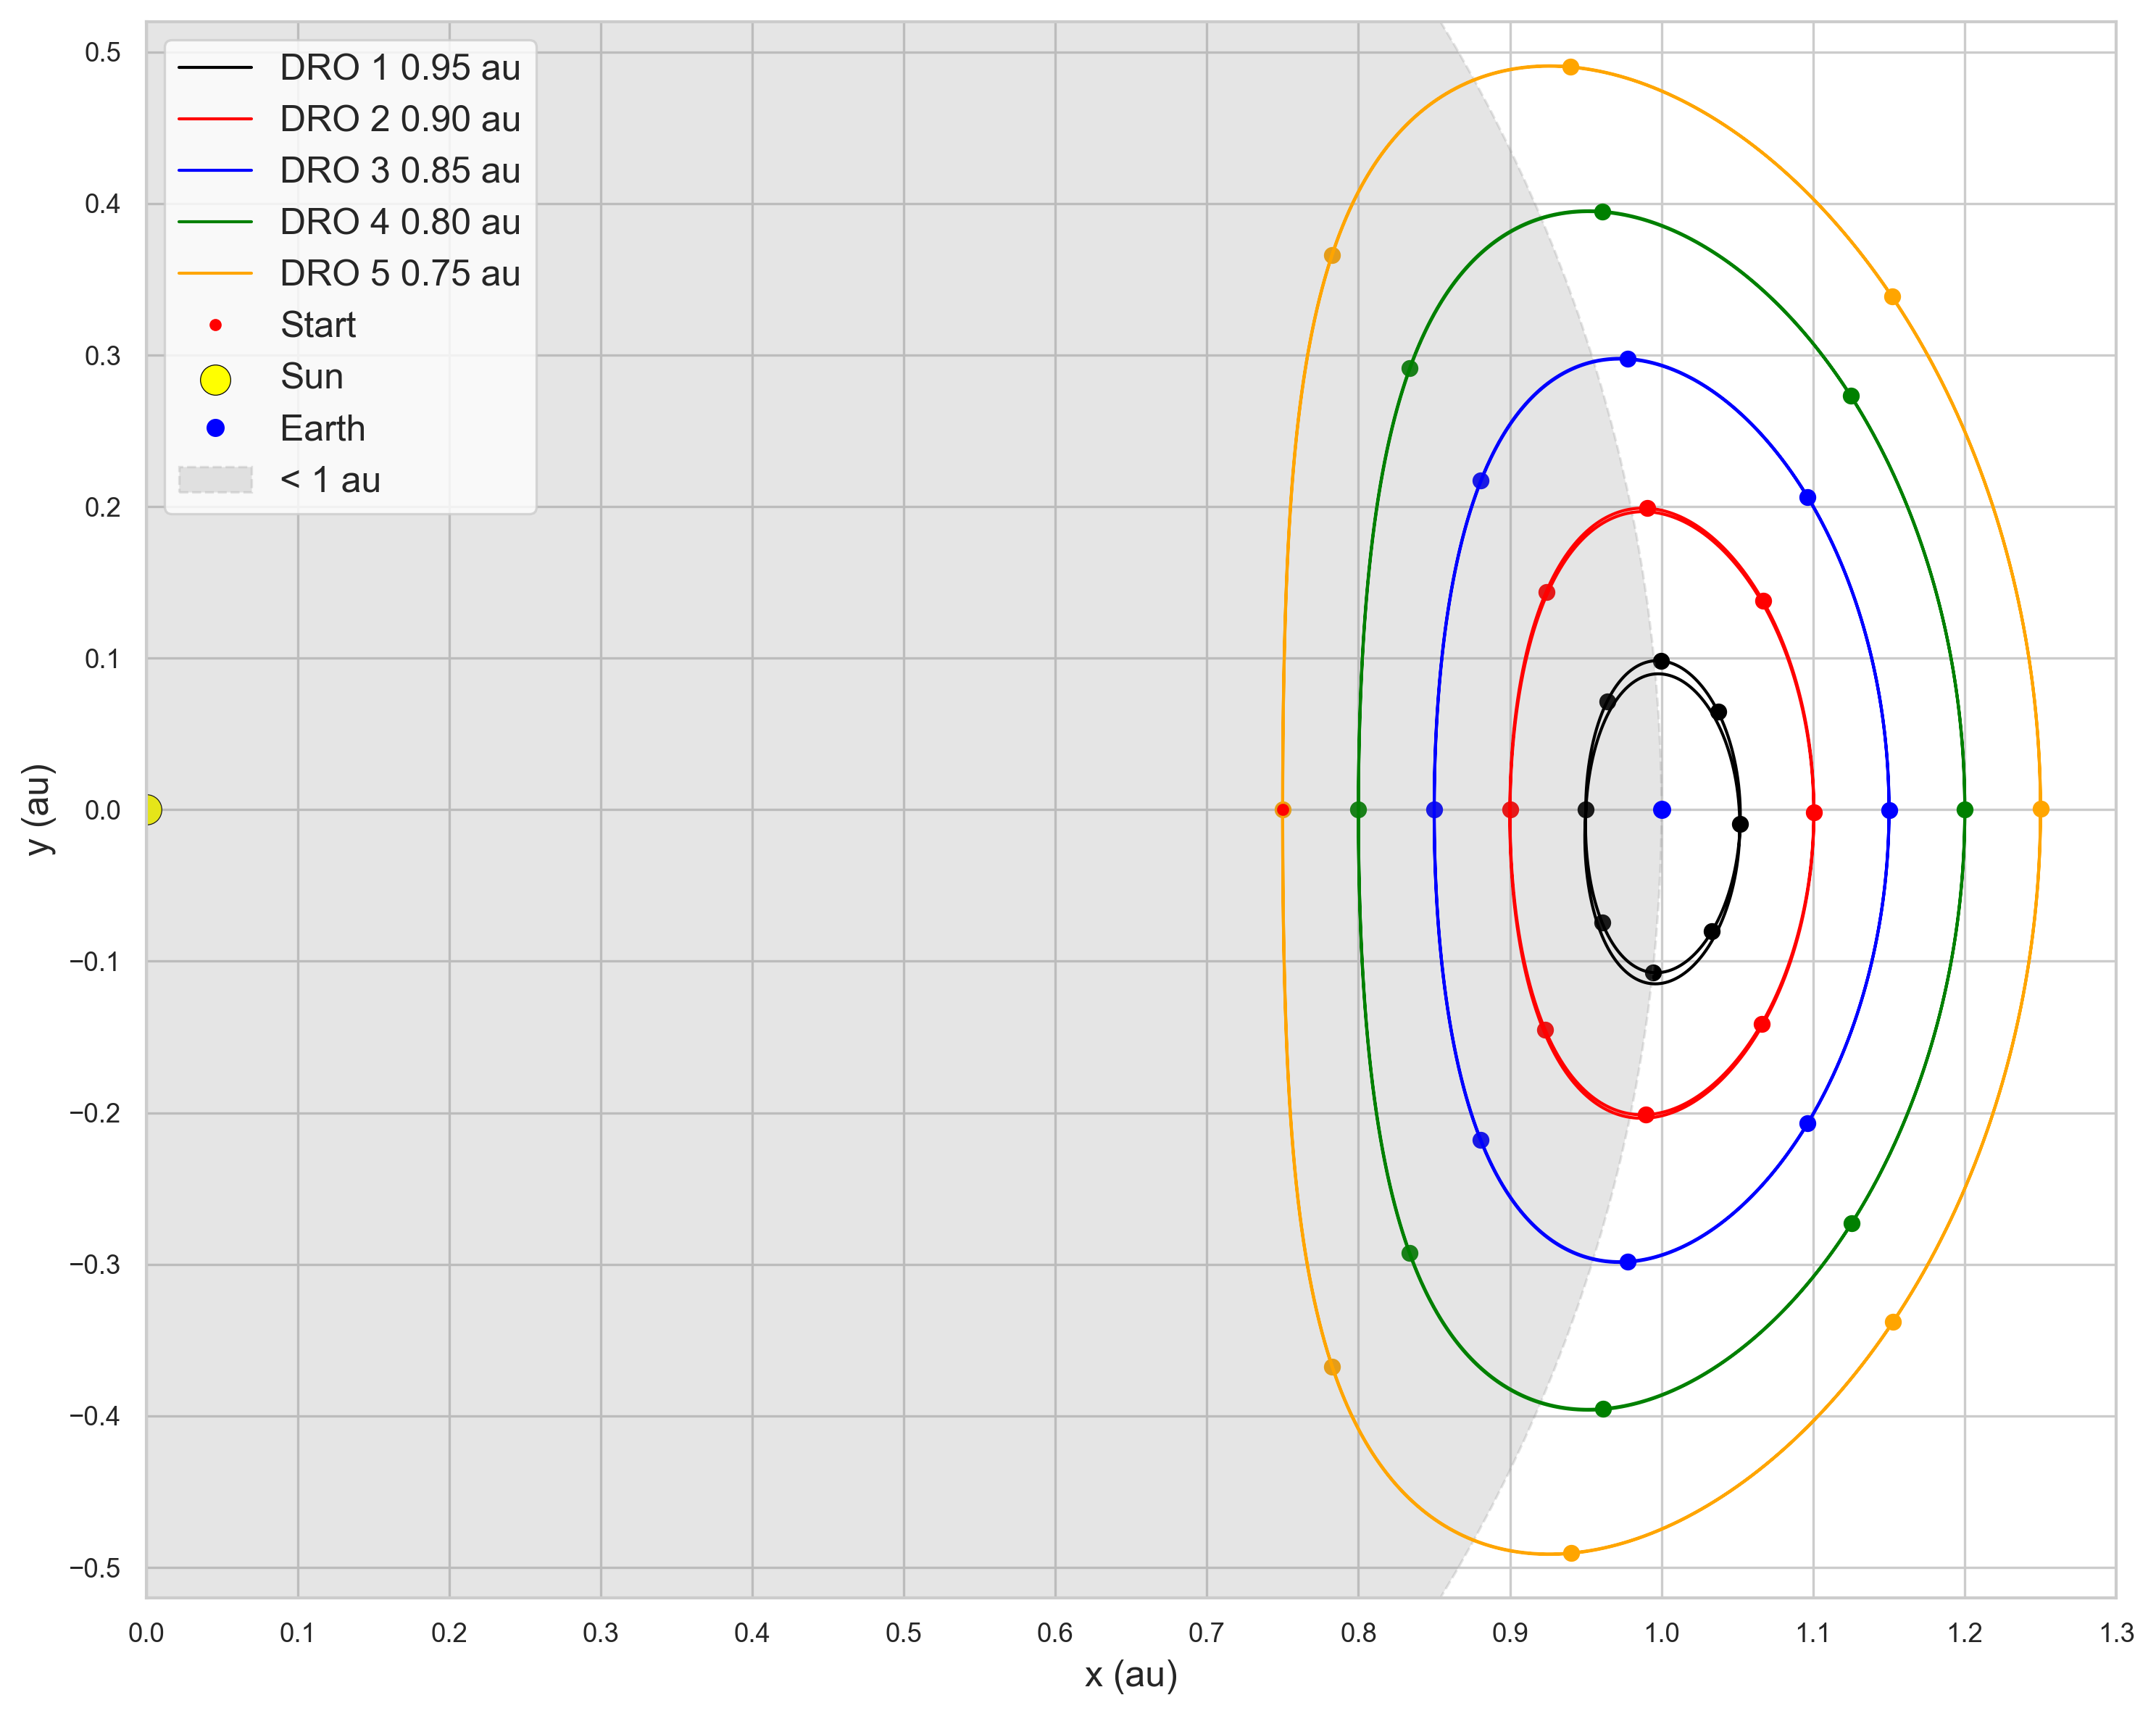 DRO 1 0.95 au
DRO 2 0.90 au
DRO 3 0.85 au
DRO 4 0.80 au
DRO 5 0.75 au
Start
Sun
Earth
< 1 au
y (au)
0.5
0.4
0.3
0.2
0.1
0.0
−0.1
−0.2
−0.3
−0.4
−0.5
0.0 0.1 0.2 0.3 0.4 0.5 0.6 0.7 0.8 0.9 1.0 1.1 1.2 1.3
x (au)